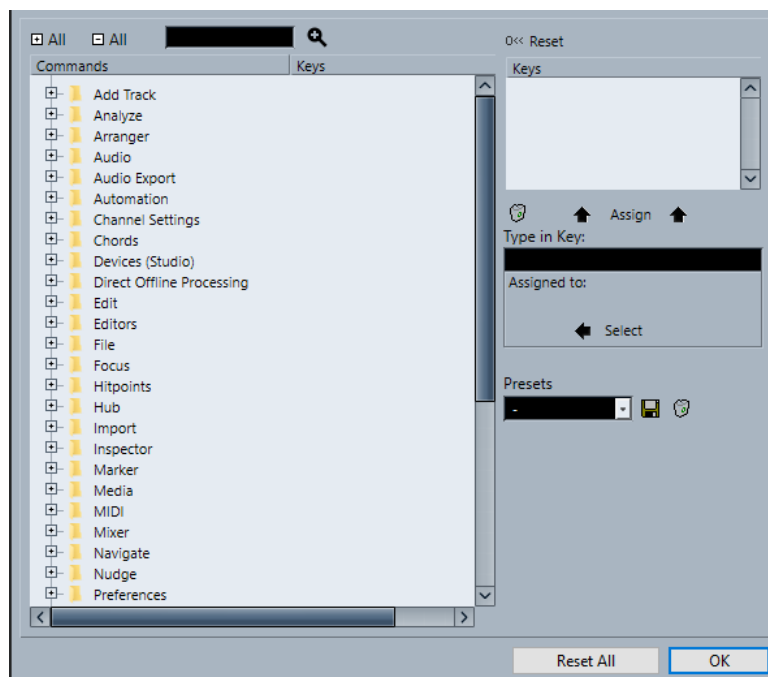 All All
0<< Reset
Commands Keys
Keys
Add Track
Analyze
Arranger
Audio
Audio Export
Automation
Channel Settings
Chords
Devices (Studio)
Direct Offline Processing
Edit
Editors
File
Focus
Hitpoints
Hub
Import
Inspector
Marker
Media
MIDI
Mixer
Navigate
Nudge
Preferences
Assign
Type in Key:
Assigned to:
Select
Presets
-
Reset All OK